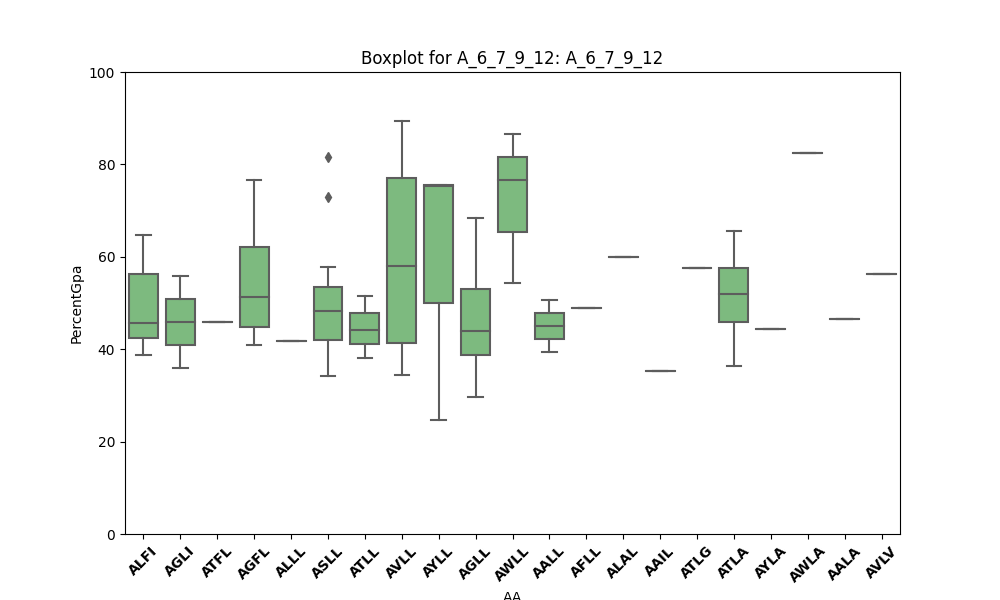 Boxplot for A_6_7_9_12: A_6_7_9_12
100
80
60
40
20
0
PercentGpa
ALFI AGLI ATFL AGFL ALLL ASLL ATLL AVLL AYLL AGLL AWLL AALL AFLL ALAL AAIL ATLG ATLA AYLA AWLA AALA AVLV
AA